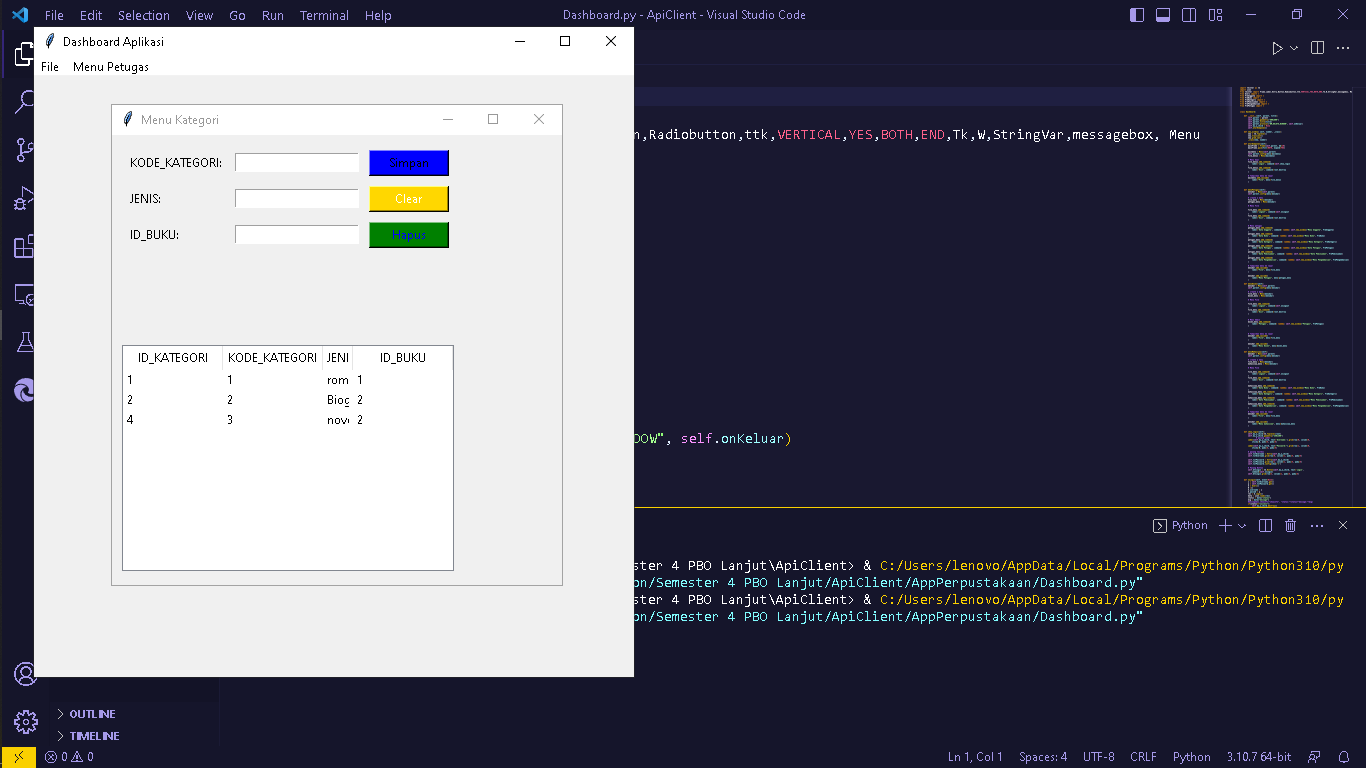 File Edit Selection View Go Run Terminal Help Dashboard.py - ApiClient - Visual Studio Code
Dashboard Aplikasi
File Menu Petugas
Menu Kategori
n,Radiobutton,ttk,VERTICAL,YES,BOTH,END,Tk,W,StringVar,messagebox, Menu
KODE_KATEGORI: Simpan
JENIS: Clear
ID_BUKU: Hapus
ID_KATEGORI KODE_KATEGORI JENI ID_BUKU
1 1 rom 1
2 2 Biog 2
4 3 nove 2
DOW", self.onKeluar)
Python
ster 4 PBO Lanjut\ApiClient> & C:/Users/lenovo/AppData/Local/Programs/Python/Python310/py
on/Semester 4 PBO Lanjut/ApiClient/AppPerpustakaan/Dashboard.py"
ster 4 PBO Lanjut\ApiClient> & C:/Users/lenovo/AppData/Local/Programs/Python/Python310/py
on/Semester 4 PBO Lanjut/ApiClient/AppPerpustakaan/Dashboard.py"
OUTLINE
TIMELINE
0 0 Ln 1, Col 1 Spaces: 4 UTF-8 CRLF Python 3.10.7 64-bit